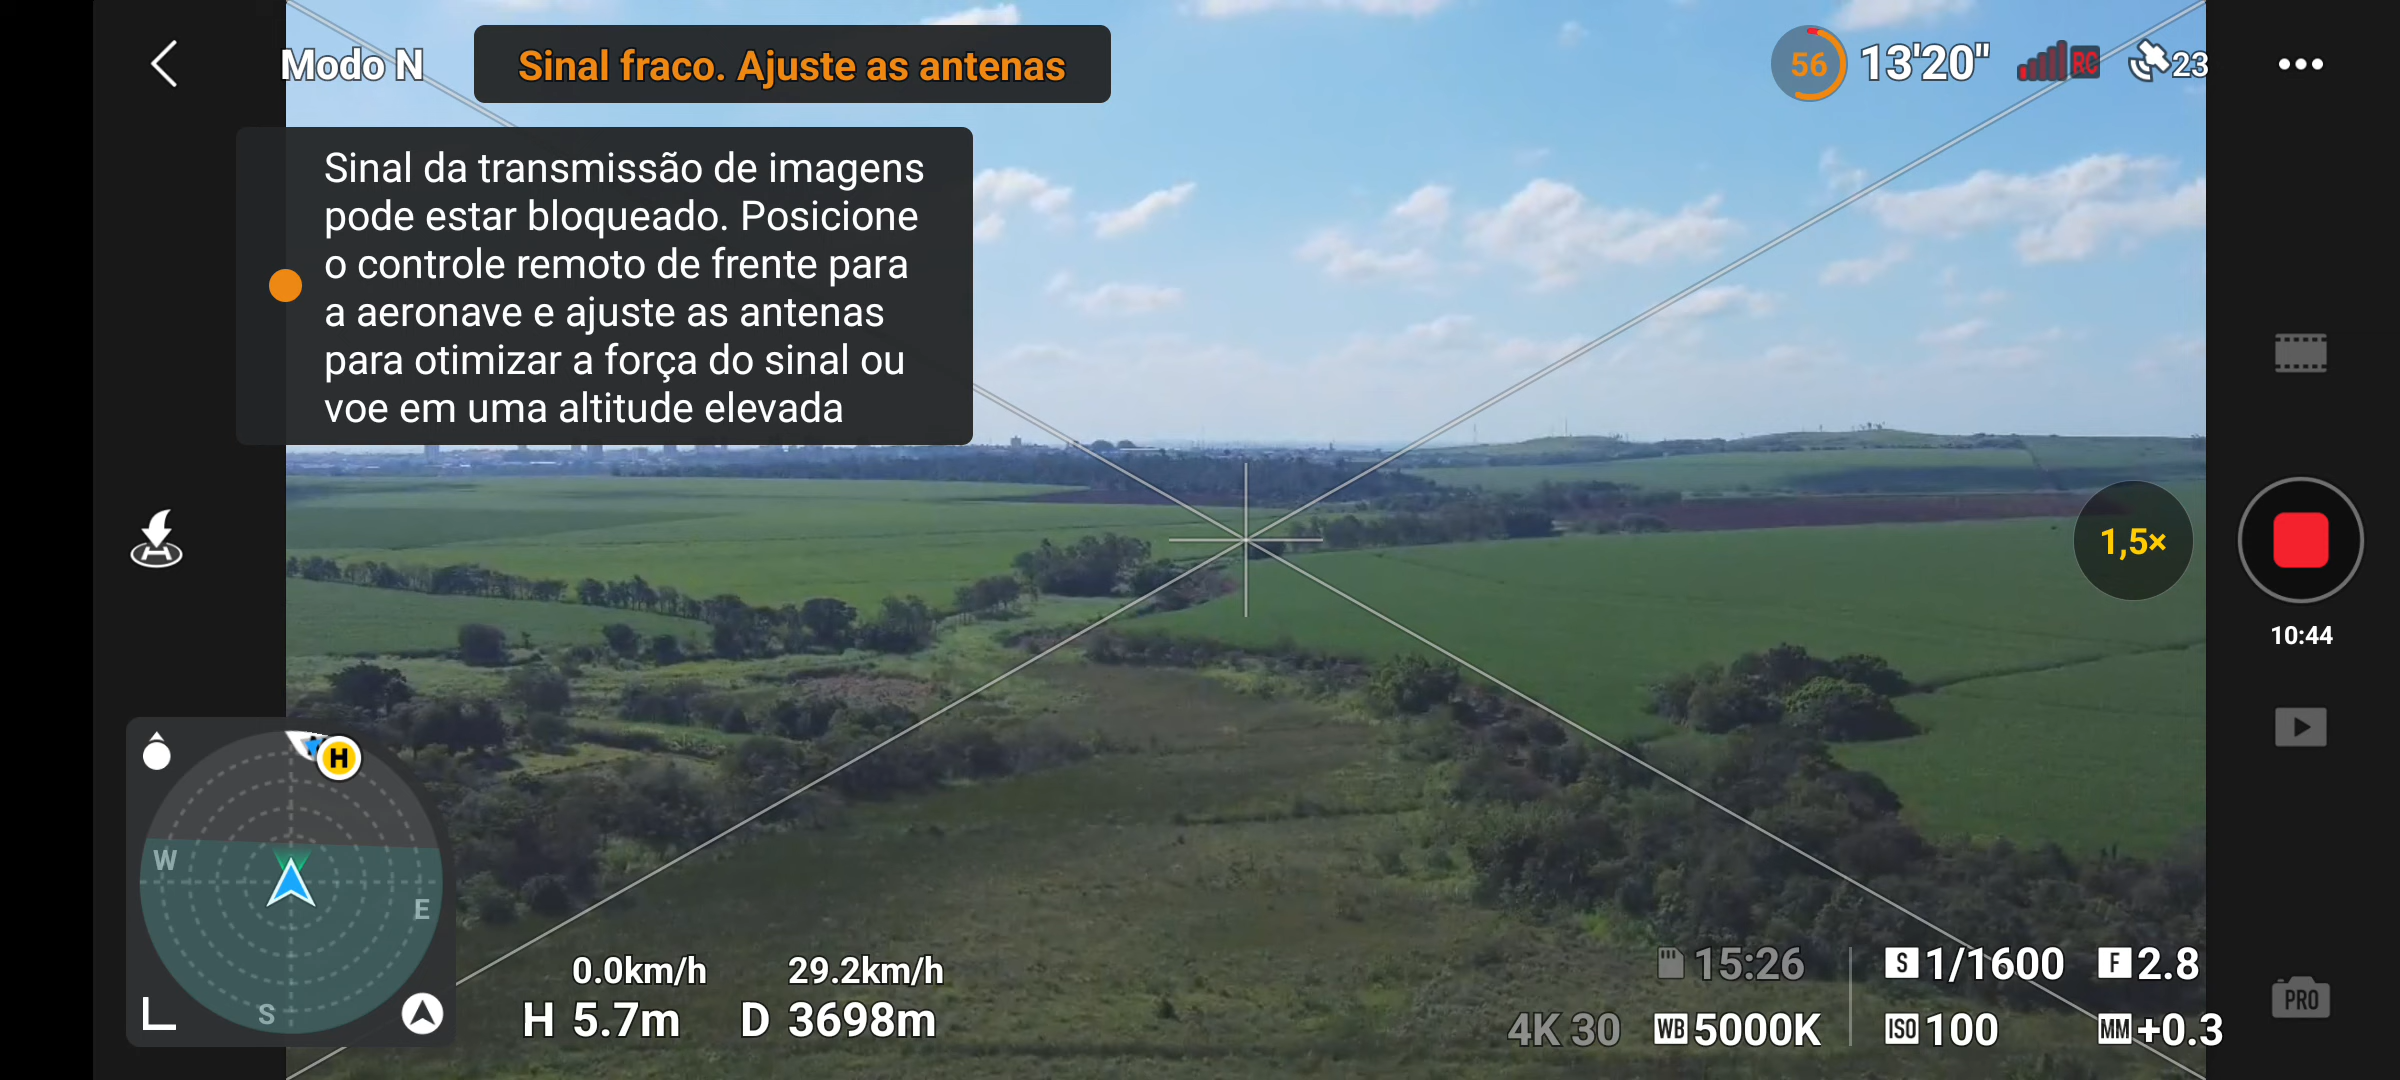 Modo N
Sinal fraco. Ajuste as antenas
56
13'20"
RC
23
Sinal da transmissão de imagens
pode estar bloqueado. Posicione
o controle remoto de frente para
a aeronave e ajuste as antenas
para otimizar a força do sinal ou
voe em uma altitude elevada
1,5×
10:44
H
W
E
S
0.0km/h 29.2km/h
H 5.7m D 3698m
15:26
4K 30
WB 5000K
S 1/1600
F 2.8
ISO 100
MM +0.3
PRO